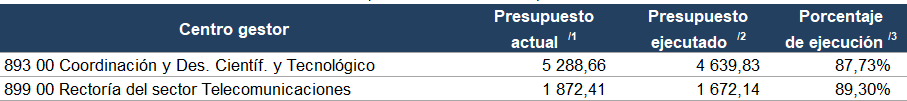 Centro gestor Presupuesto actual /1 Presupuesto ejecutado /2 Porcentaje de ejecución /3
893 00 Coordinación y Des. Científ. y Tecnológico 5 288,66 4 639,83 87,73%
899 00 Rectoría del sector Telecomunicaciones 1 872,41 1 672,14 89,30%